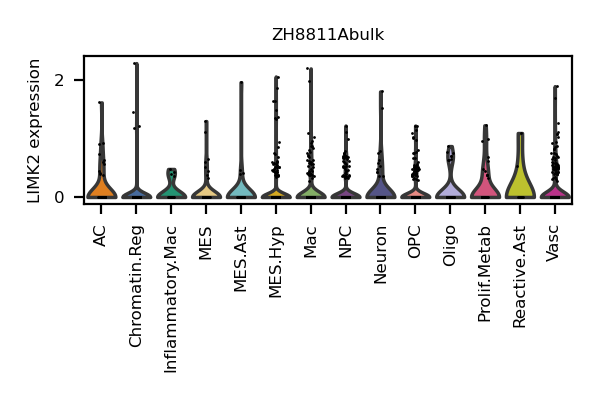 ZH8811Abulk
LIMK2 expression
2
0
AC
Chromatin.Reg
Inflammatory.Mac
MES
MES.Ast
MES.Hyp
Mac
NPC
Neuron
OPC
Oligo
Prolif.Metab
Reactive.Ast
Vasc